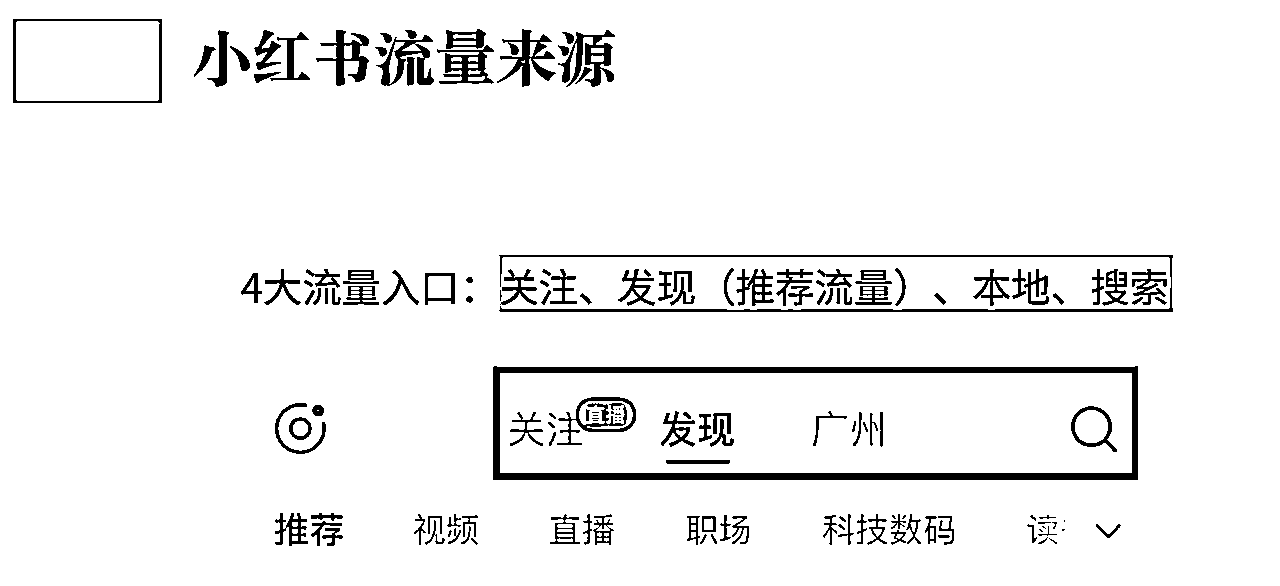 小红书流量来源
4大流量入口：关注、发现（推荐流量）、本地、搜索
关注 直播 发现 广州
推荐 视频 直播 职场 科技数码 读